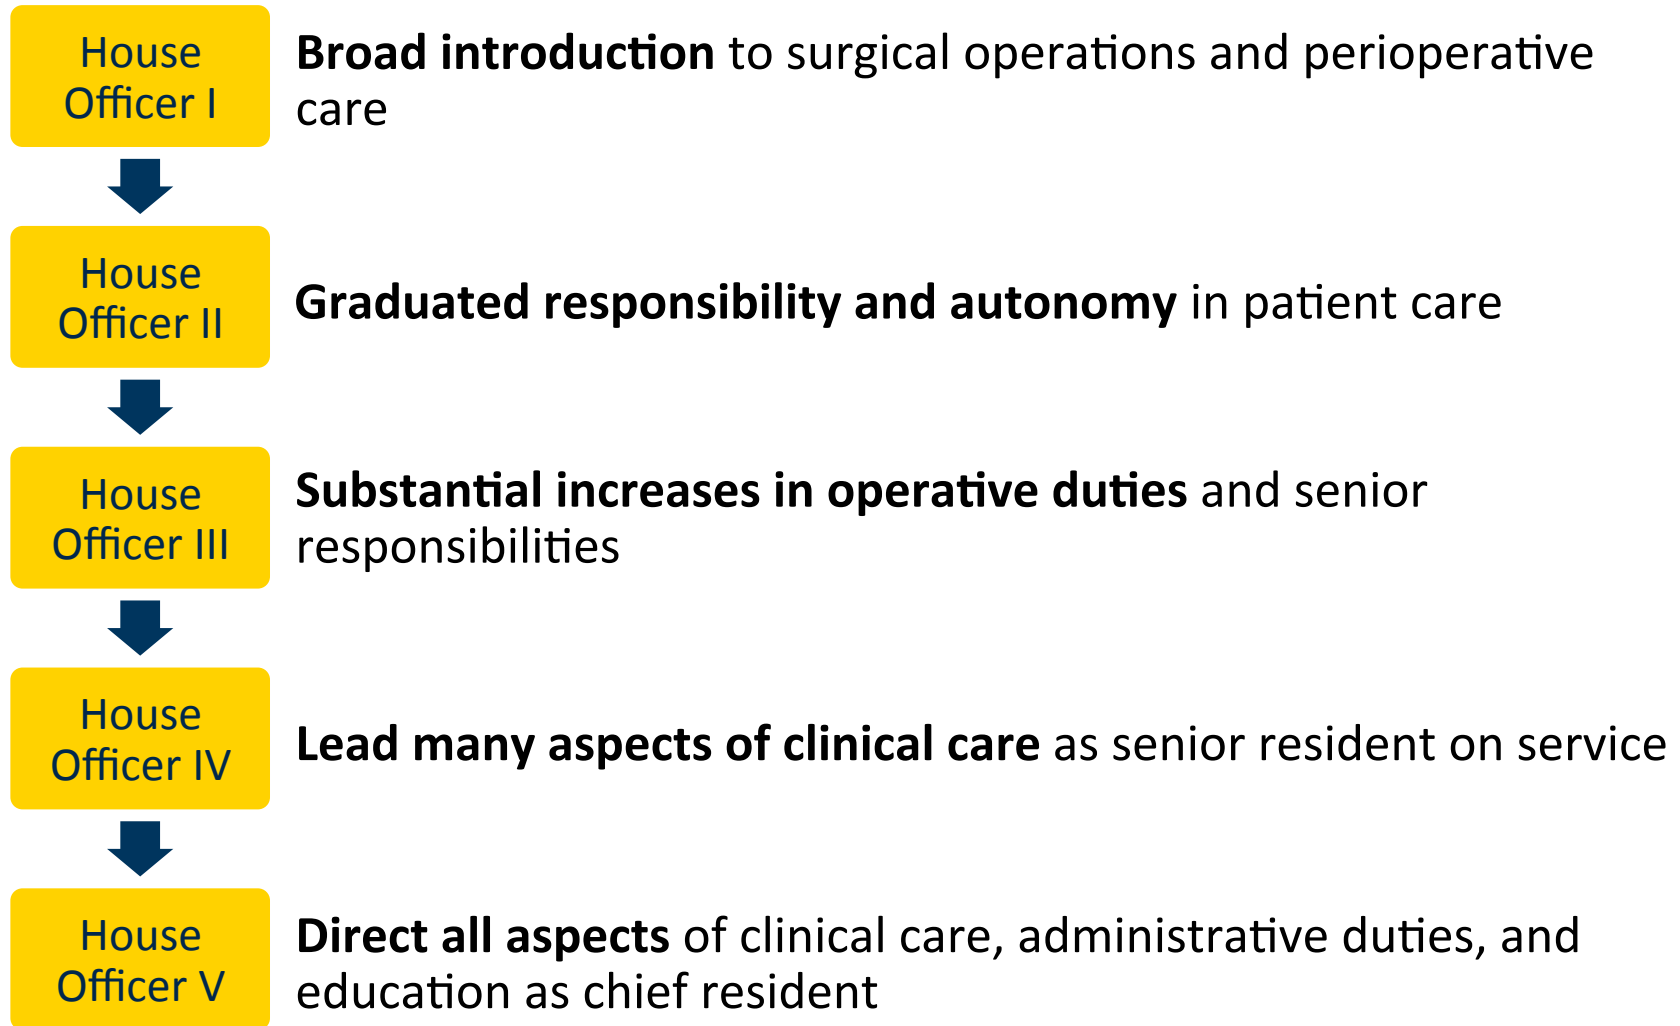 House
Officer I
Broad introduction to surgical operations and perioperative
care
House
Officer II
Graduated responsibility and autonomy in patient care
House
Officer III
Substantial increases in operative duties and senior
responsibilities
House
Officer IV
Lead many aspects of clinical care as senior resident on service
House
Officer V
Direct all aspects of clinical care, administrative duties, and
education as chief resident